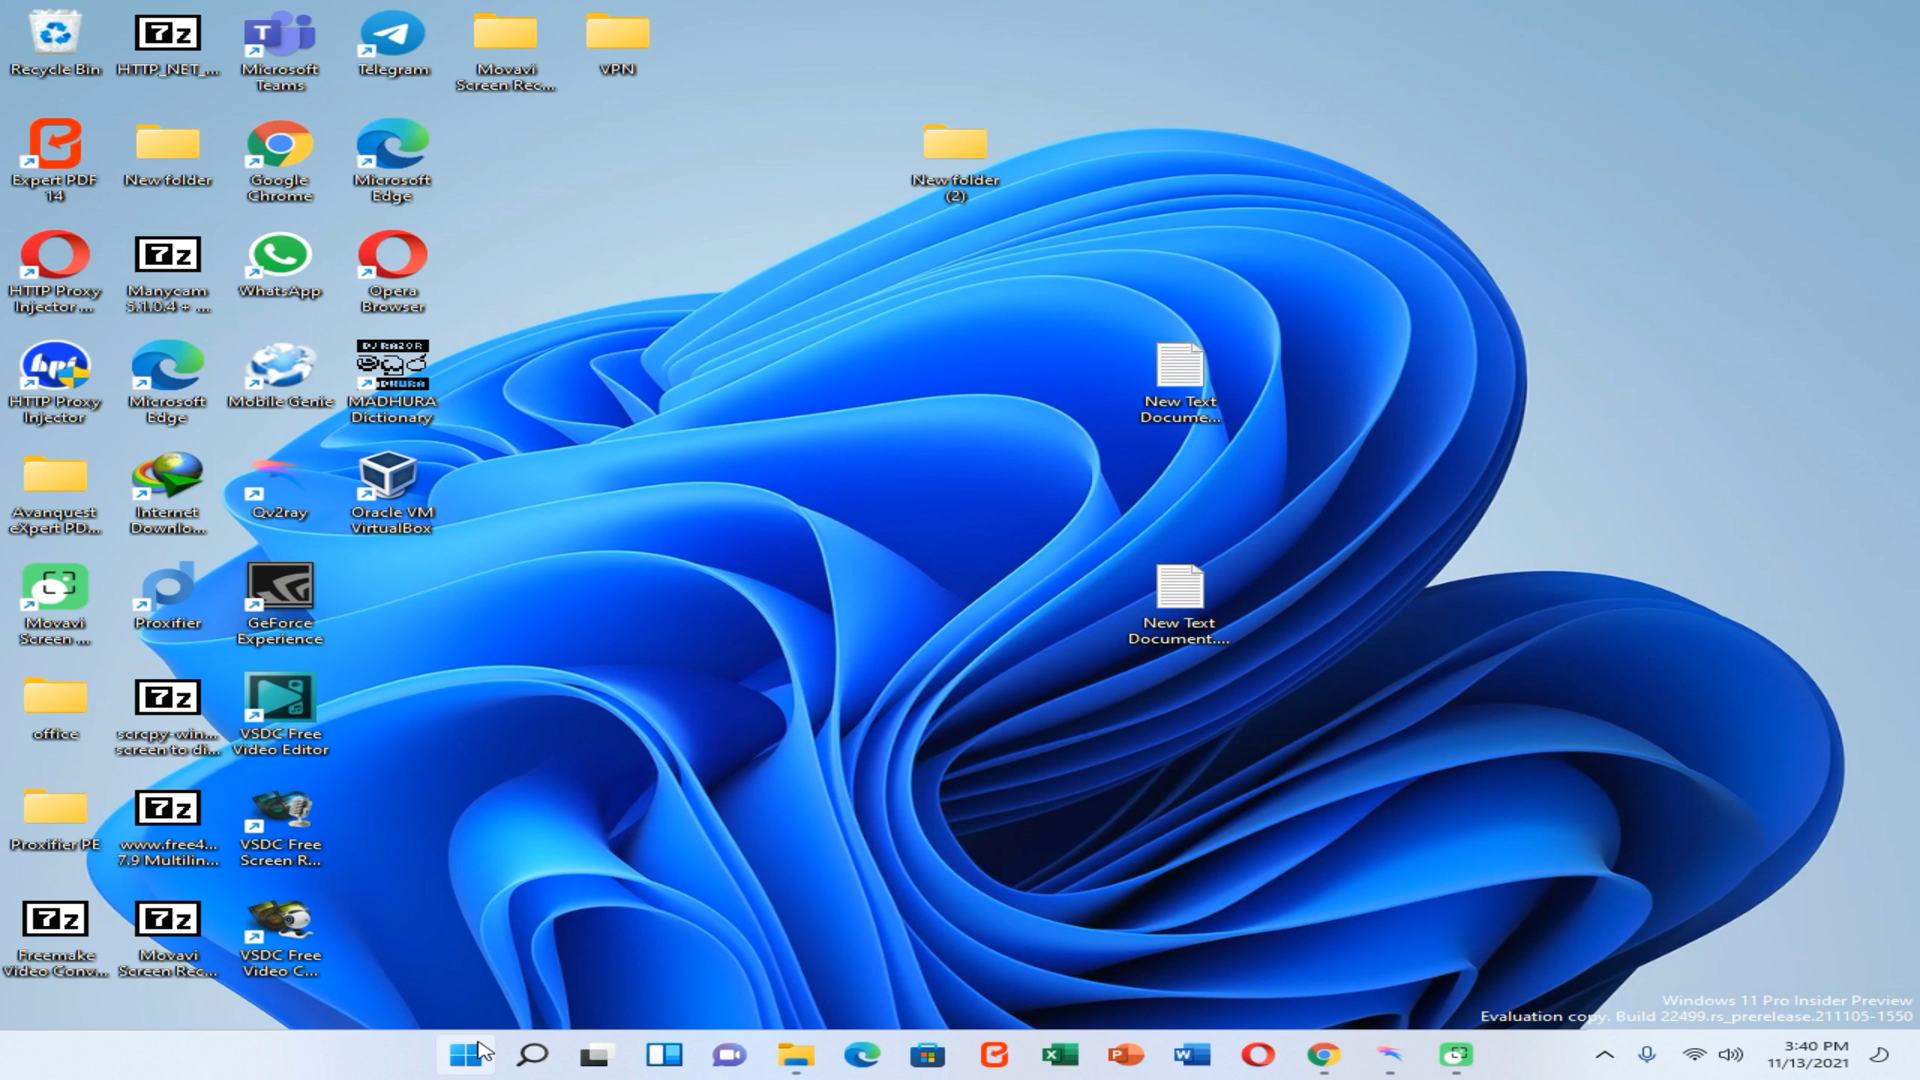 Recycle Bin
HTTP_NET_...
Microsoft
Teams
Telegram
Movavi
Screen Rec...
VPN
Expert PDF
14
New folder
Google
Chrome
Microsoft
Edge
New folder
(2)
HTTP Proxy
Injector ...
Manycam
5.1.0.4 + ...
WhatsApp
Opera
Browser
hpi
HTTP Proxy
Injector
Microsoft
Edge
Mobile Genie
DJ RAZOR
MADHURA
MADHURA
Dictionary
New Text
Docume...
Avanquest
eXpert PD...
Internet
Downlo...
Qv2ray
Oracle VM
VirtualBox
Movavi
Screen ...
Proxifier
GeForce
Experience
New Text
Document....
office
scrcpy-win...
screen to di...
VSDC Free
Video Editor
Proxifier PE
www.free4...
7.9 Multilin...
VSDC Free
Screen R...
Freemake
Video Conv...
Movavi
Screen Rec...
VSDC Free
Video C...
Windows 11 Pro Insider Preview
Evaluation copy. Build 22499.rs_prerelease.211105-1550
3:40 PM
11/13/2021